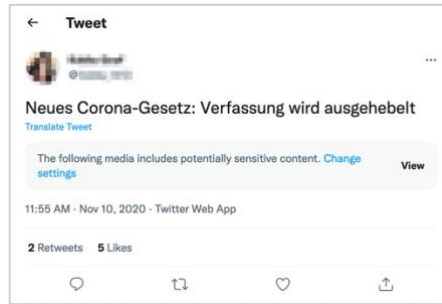 Tweet
@
Neues Corona-Gesetz: Verfassung wird ausgehebelt
Translate Tweet
The following media includes potentially sensitive content. Change
settings
View
11:55 AM · Nov 10, 2020 · Twitter Web App
2 Retweets 5 Likes